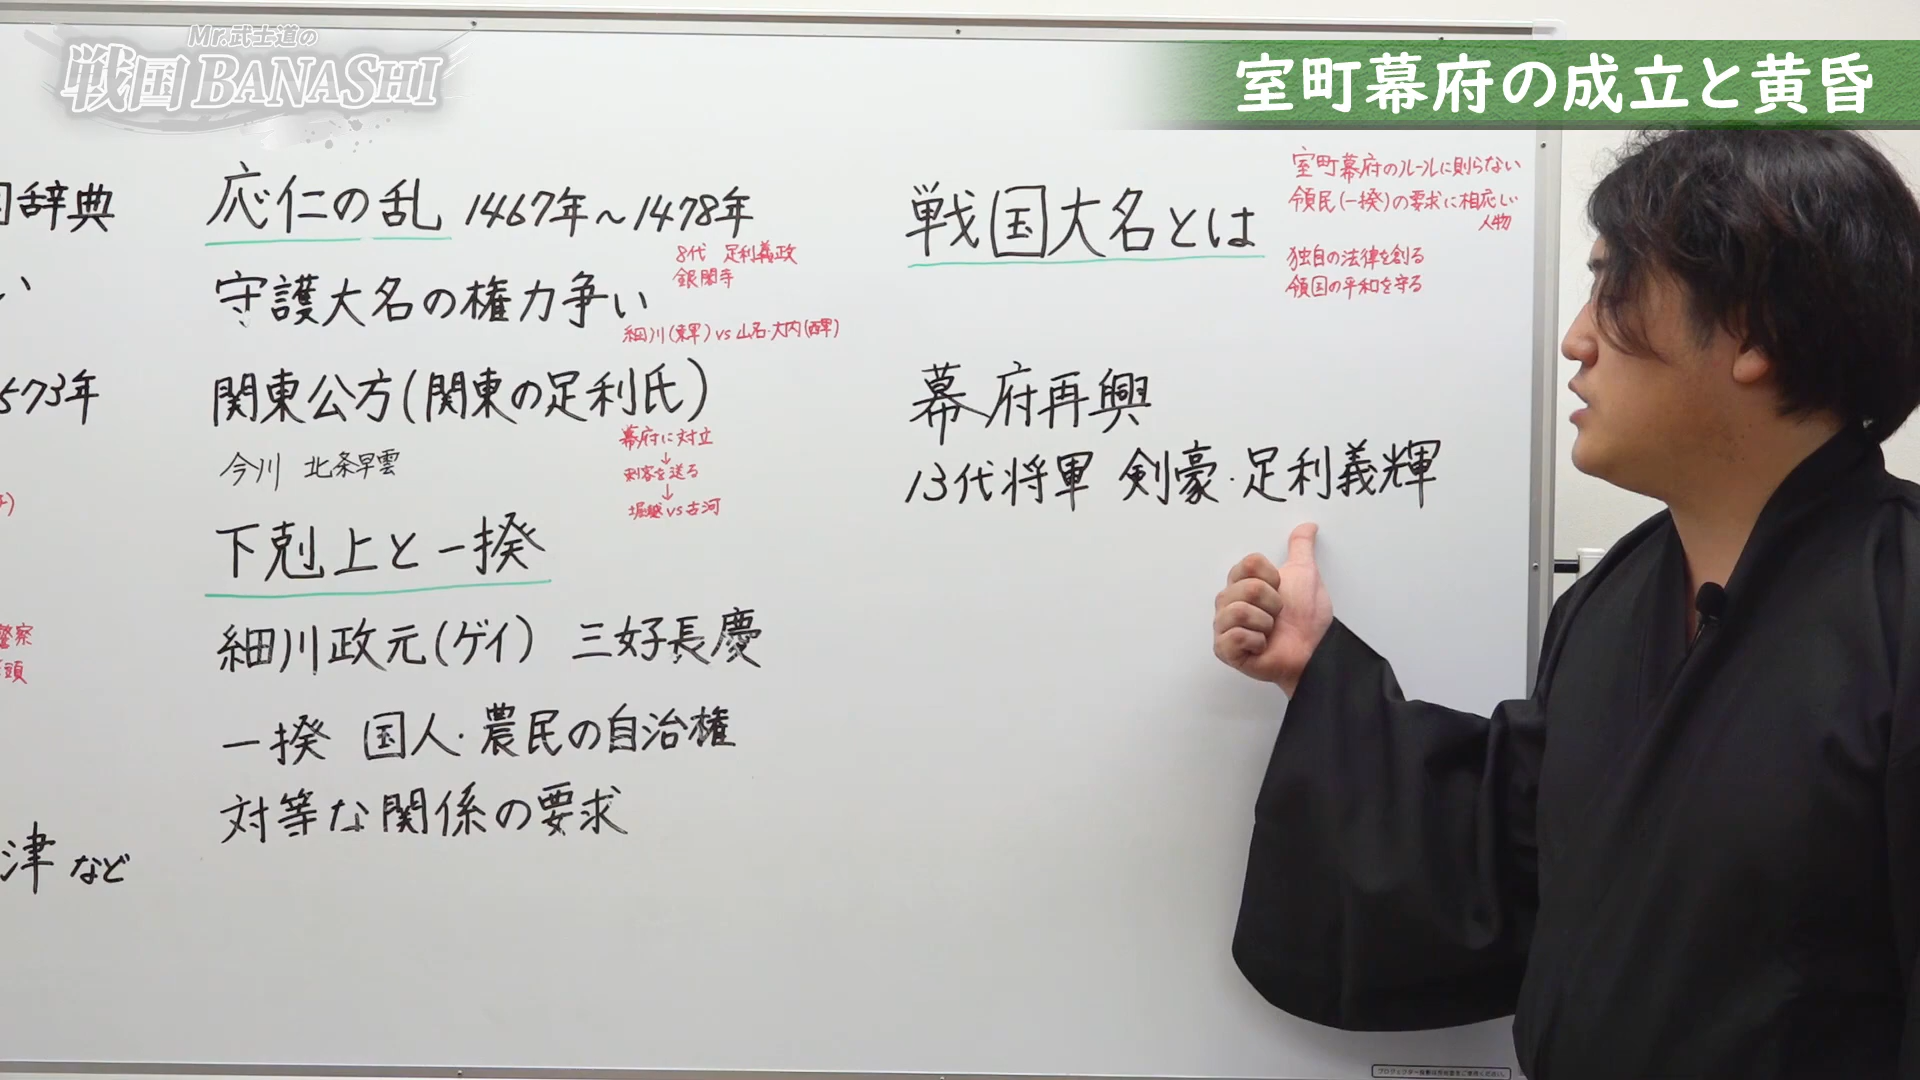 Mr.武士道の
戦国BANASHI
室町幕府の成立と黄昏
辞典
い
573年
警察
頭
津 など
応仁の乱 1467年～1478年
8代 足利義政
銀閣寺
守護大名の権力争い
細川(東軍) vs 山名・大内(西軍)
関東公方(関東の足利氏)
幕府に対立
↓
刺客を送る
↓
堀越vs古河
今川 北条早雲
下剋上と一揆
細川政元(ゲイ) 三好長慶
一揆 国人・農民の自治権
対等な関係の要求
戦国大名とは
室町幕府のルールに則らない
領民(一揆)の要求に相応しい
人物
独自の法律を創る
領国の平和を守る
幕府再興
13代将軍 剣豪・足利義輝